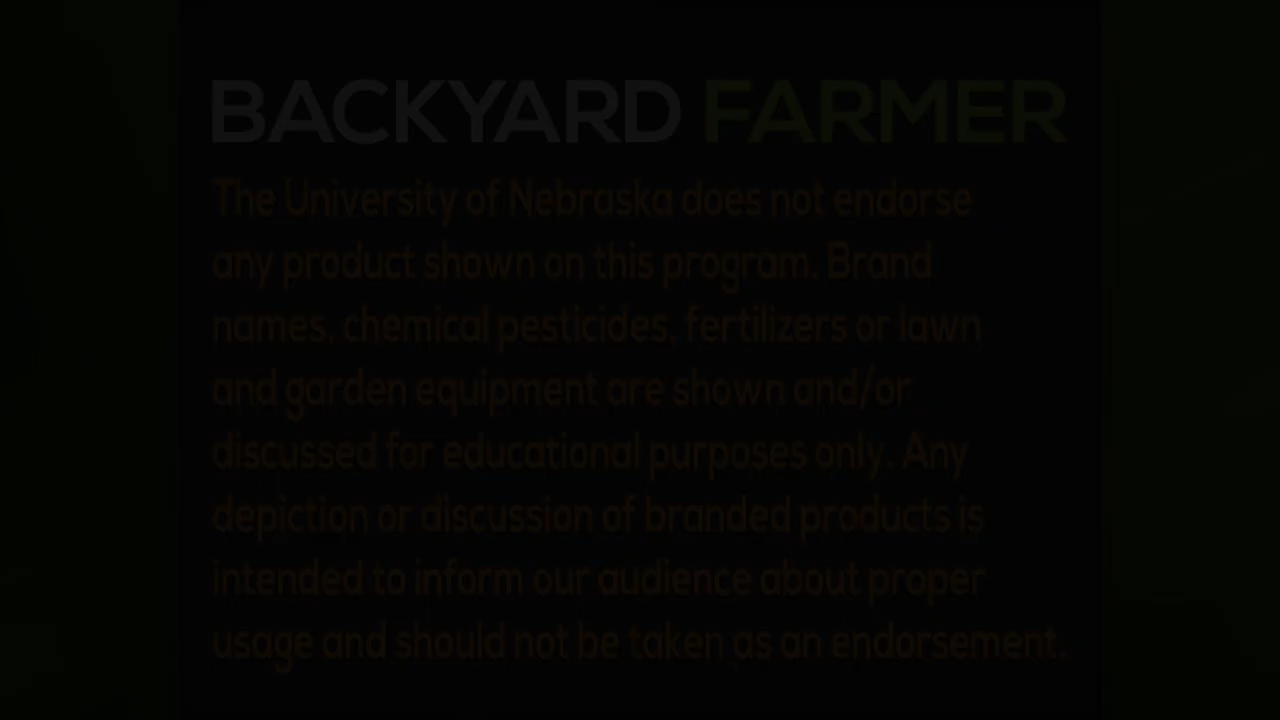 BACKYARD FARMER
The University of Nebraska does not endorse
any product shown on this program. Brand
names, chemical pesticides, fertilizers or lawn
and garden equipment are shown and/or
discussed for educational purposes only. Any
depiction or discussion of branded products is
intended to inform our audience about proper
usage and should not be taken as an endorsement.